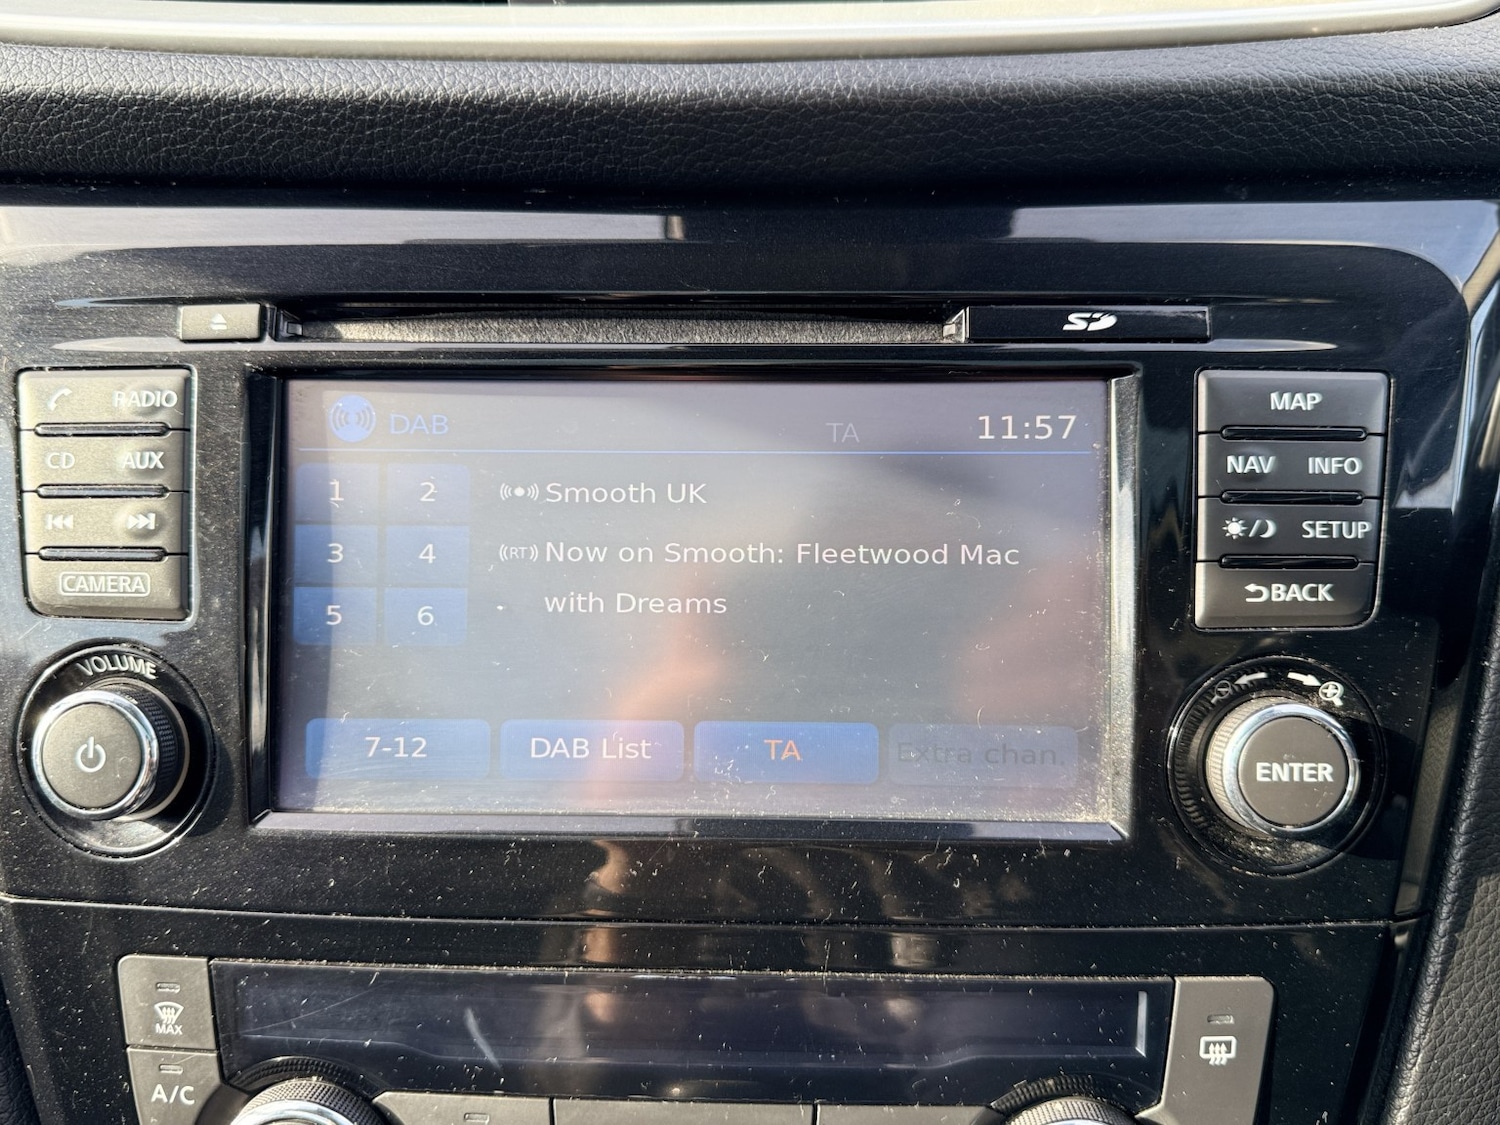 SD
RADIO
CD AUX
CAMERA
VOLUME
DAB TA 11:57
1 2 Smooth UK
3 4 (RT) Now on Smooth: Fleetwood Mac
5 6 with Dreams
7-12 DAB List TA Extra chan.
MAP
NAV INFO
SETUP
BACK
ENTER
MAX
A/C